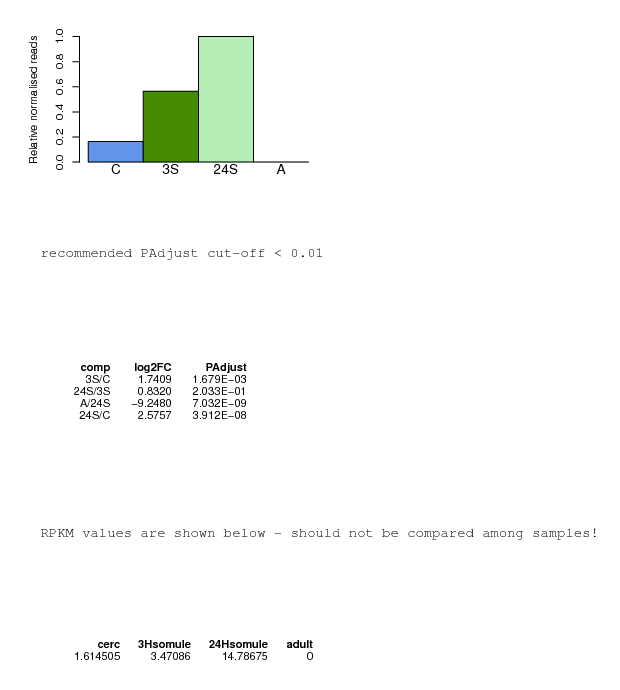 Relative normalised reads
1.0
0.8
0.6
0.4
0.2
0.0
C 3S 24S A
recommended PAdjust cut-off < 0.01
comp log2FC PAdjust
3S/C 1.7409 1.679E−03
24S/3S 0.8320 2.033E−01
A/24S −9.2480 7.032E−09
24S/C 2.5757 3.912E−08
RPKM values are shown below - should not be compared among samples!
cerc 3Hsomule 24Hsomule adult
1.614505 3.47086 14.78675 0